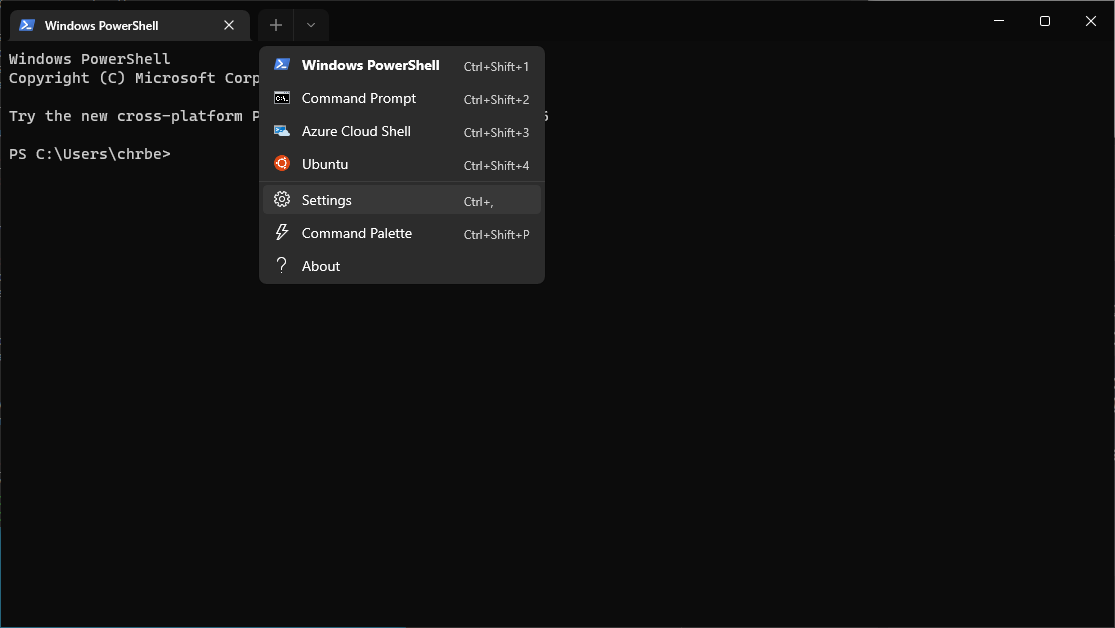 Windows PowerShell
Windows PowerShell
Copyright (C) Microsoft Corp
Try the new cross-platform P
PS C:\Users\chrbe>
Windows PowerShell Ctrl+Shift+1
Command Prompt Ctrl+Shift+2
Azure Cloud Shell Ctrl+Shift+3
Ubuntu Ctrl+Shift+4
Settings Ctrl+,
Command Palette Ctrl+Shift+P
About